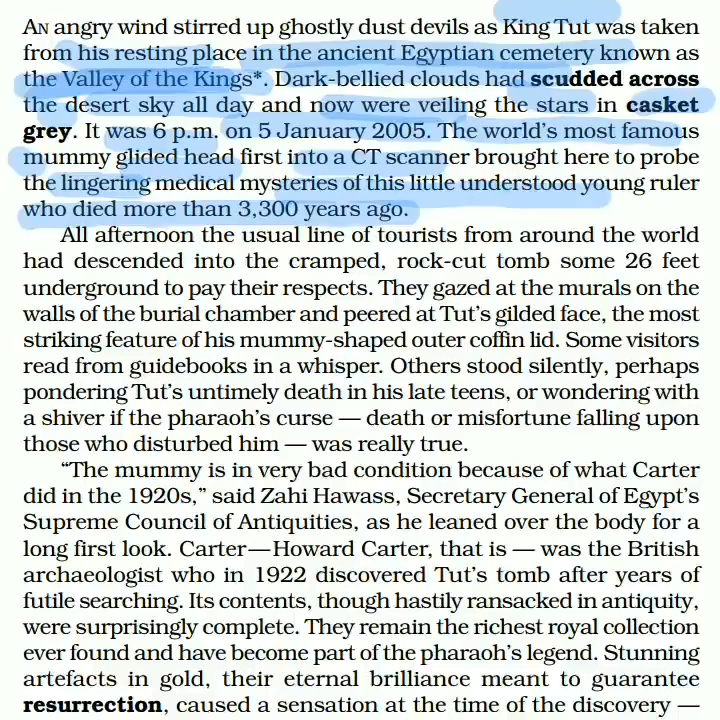 AN angry wind stirred up ghostly dust devils as King Tut was taken
from his resting place in the ancient Egyptian cemetery known as
the Valley of the Kings*. Dark-bellied clouds had scudded across
the desert sky all day and now were veiling the stars in casket
grey. It was 6 p.m. on 5 January 2005. The world's most famous
mummy glided head first into a CT scanner brought here to probe
the lingering medical mysteries of this little understood young ruler
who died more than 3,300 years ago.
All afternoon the usual line of tourists from around the world
had descended into the cramped, rock-cut tomb some 26 feet
underground to pay their respects. They gazed at the murals on the
walls of the burial chamber and peered at Tut's gilded face, the most
striking feature of his mummy-shaped outer coffin lid. Some visitors
read from guidebooks in a whisper. Others stood silently, perhaps
pondering Tut's untimely death in his late teens, or wondering with
a shiver if the pharaoh's curse — death or misfortune falling upon
those who disturbed him — was really true.
“The mummy is in very bad condition because of what Carter
did in the 1920s,” said Zahi Hawass, Secretary General of Egypt's
Supreme Council of Antiquities, as he leaned over the body for a
long first look. Carter—Howard Carter, that is — was the British
archaeologist who in 1922 discovered Tut's tomb after years of
futile searching. Its contents, though hastily ransacked in antiquity,
were surprisingly complete. They remain the richest royal collection
ever found and have become part of the pharaoh's legend. Stunning
artefacts in gold, their eternal brilliance meant to guarantee
resurrection, caused a sensation at the time of the discovery —